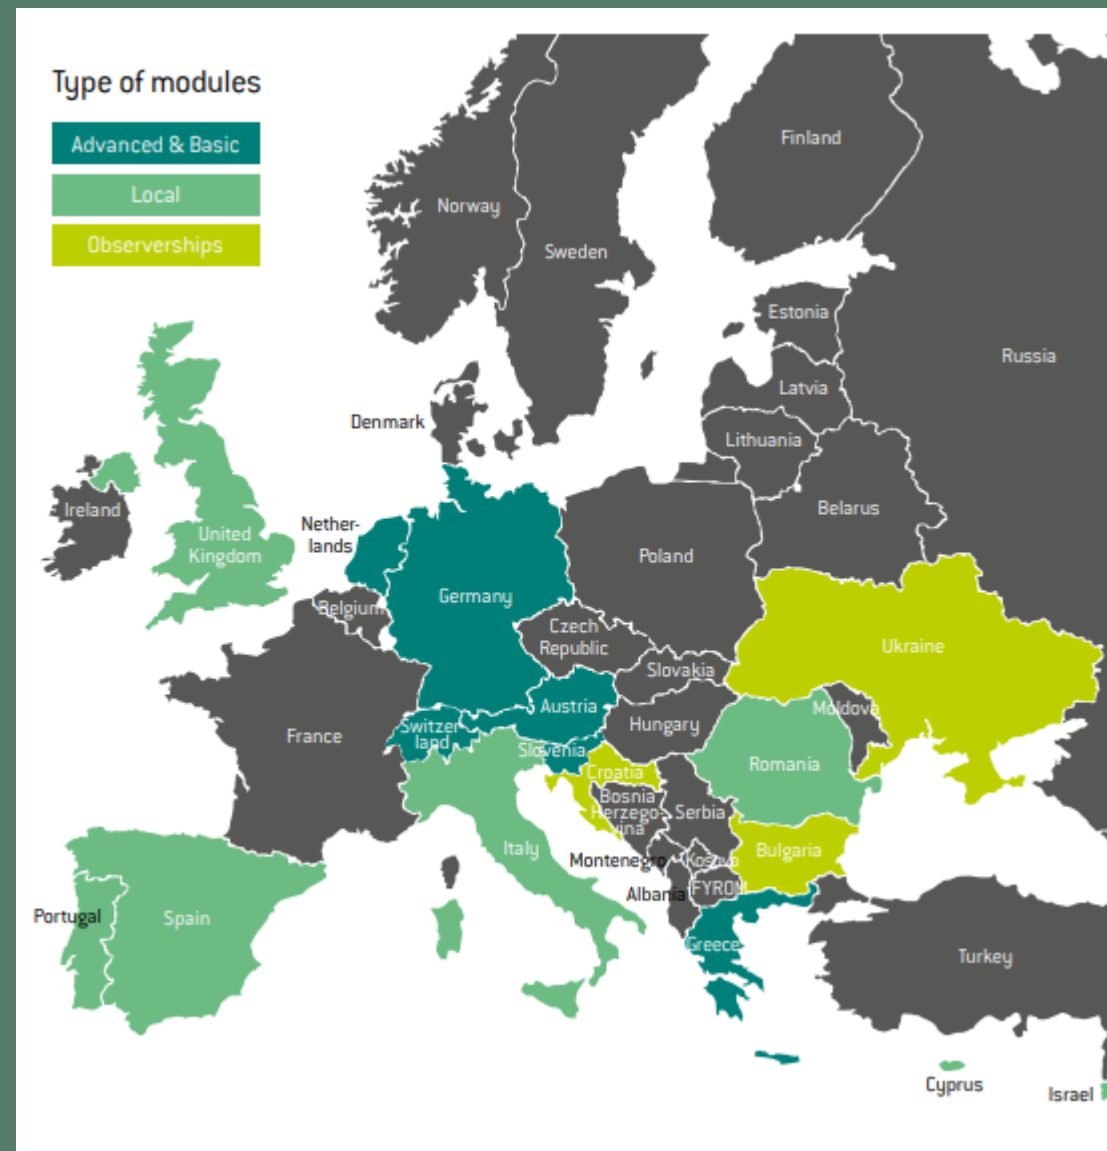 Type of modules
Advanced & Basic
Local
Observerships
Finland
Norway
Sweden
Estonia
Russia
Latvia
Denmark
Lithuania
Ireland
Belarus
United
Kingdom
Nether-
lands
Poland
Germany
Belgium
Czech
Republic
Ukraine
Slovakia
Austria
Moldova
Hungary
France
Switzer-
land
Slovenia
Romania
Croatia
Bosnia
Herzego-
vina
Serbia
Italy
Bulgaria
Montenegro
Kosovo
Albania
FYROM
Portugal
Spain
Greece
Turkey
Cyprus
Israel